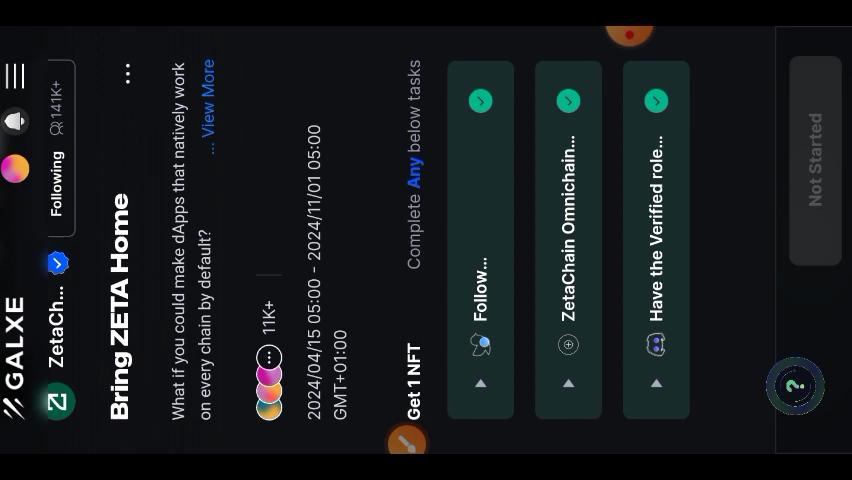 GALXE
ZetaCh...
Following 141K+
Bring ZETA Home
...
What if you could make dApps that natively work
on every chain by default?
... View More
11K+
2024/04/15 05:00 - 2024/11/01 05:00
GMT+01:00
Get 1 NFT
Complete Any below tasks
Follow...
ZetaChain Omnichain...
Have the Verified role...
Not Started
?